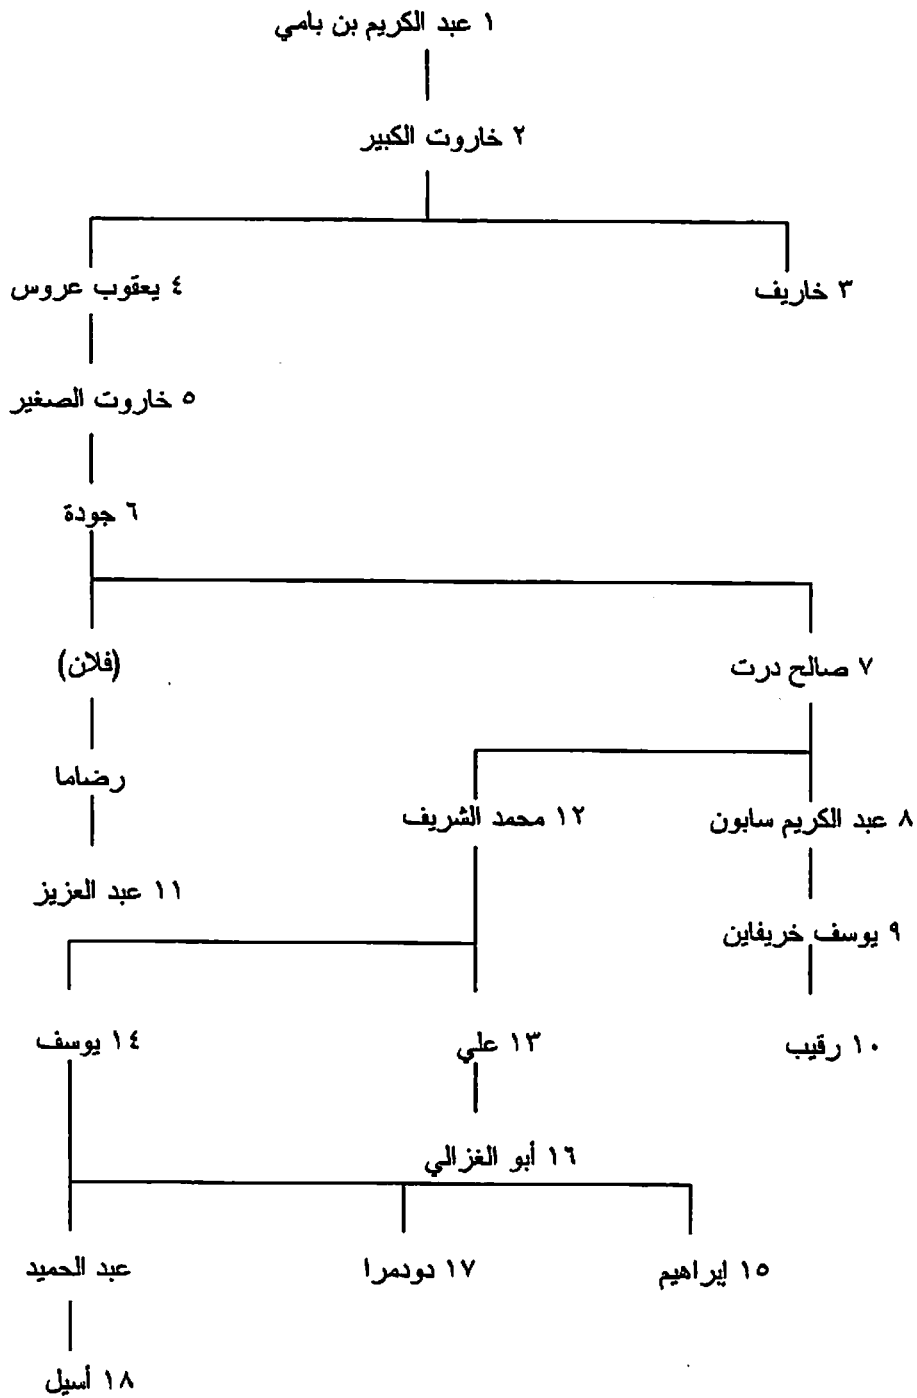 ١ عبد الكريم بن بامي
٢ خاروت الكبير
٣ خاريف
٤ يعقوب عروس
٥ خاروت الصغير
٦ جودة
٧ صالح درت
(فلان)
رضاما
٨ عبد الكريم سابون
١٢ محمد الشريف
١١ عبد العزيز
٩ يوسف خريفاين
١٠ رقيب
١٣ علي
١٤ يوسف
١٦ أبو الغزالي
١٥ إبراهيم
١٧ دودمرا
عبد الحميد
١٨ أسيل